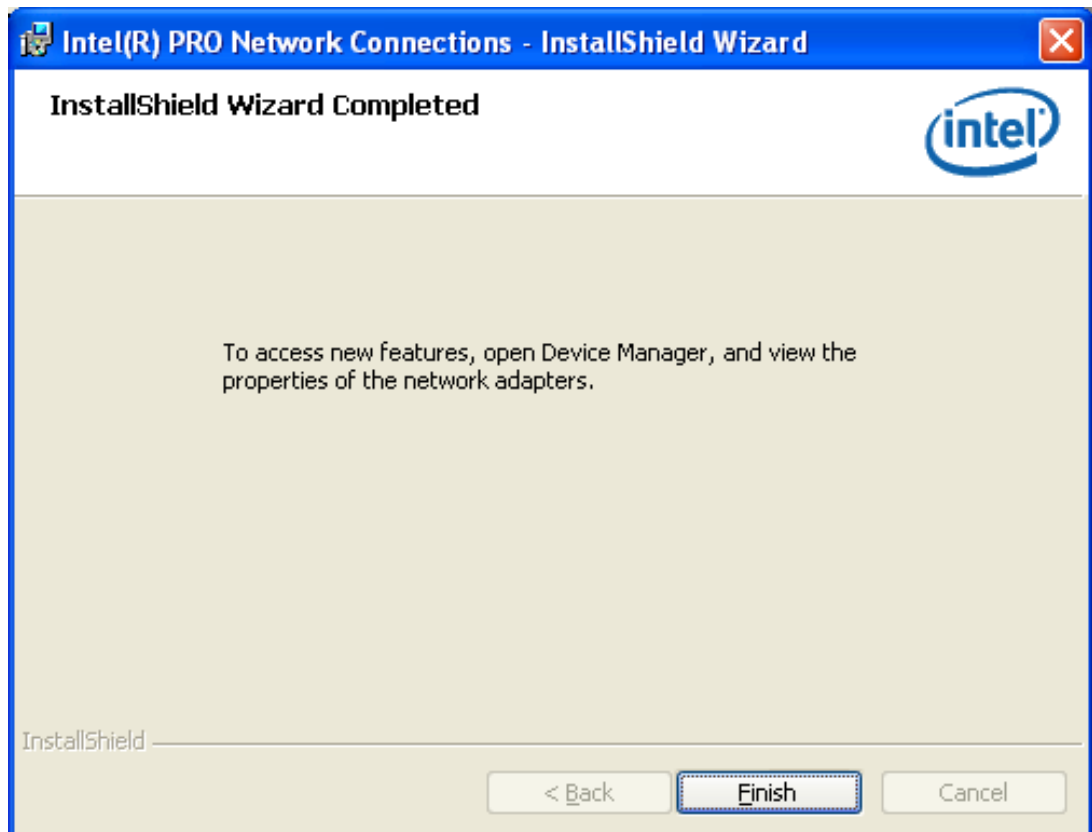 Intel(R) PRO Network Connections - InstallShield Wizard
InstallShield Wizard Completed
intel
To access new features, open Device Manager, and view the
properties of the network adapters.
InstallShield
< Back
Finish
Cancel